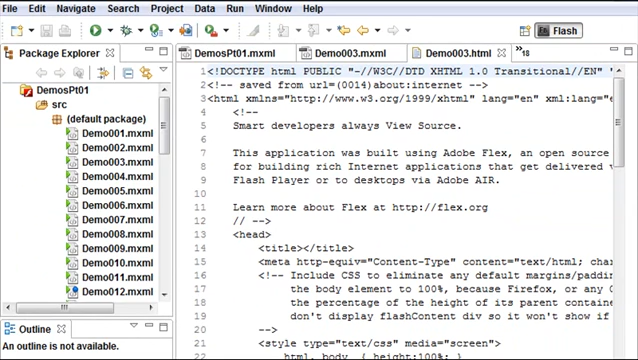 File Edit Navigate Search Project Data Run Window Help
Flash
Package Explorer
DemosPt01
src
(default package)
Demo001.mxml
Demo002.mxml
Demo003.mxml
Demo004.mxml
Demo005.mxml
Demo006.mxml
Demo007.mxml
Demo008.mxml
Demo009.mxml
Demo010.mxml
Demo011.mxml
Demo012.mxml
Outline
An outline is not available.
DemosPt01.mxml Demo003.mxml Demo003.html »18
1 <!DOCTYPE html PUBLIC "-//W3C//DTD XHTML 1.0 Transitional//EN" "
2 <!-- saved from url=(0014)about:internet -->
3 <html xmlns="http://www.w3.org/1999/xhtml" lang="en" xml:lang="e
4 <!--
5 Smart developers always View Source.
6
7 This application was built using Adobe Flex, an open source
8 for building rich Internet applications that get delivered v
9 Flash Player or to desktops via Adobe AIR.
10
11 Learn more about Flex at http://flex.org
12 // -->
13 <head>
14 <title></title>
15 <meta http-equiv="Content-Type" content="text/html; char
16 <!-- Include CSS to eliminate any default margins/paddin
17 the body element to 100%, because Firefox, or any
18 the percentage of the height of its parent containe
19 don't display flashContent div so it won't show if
20 -->
21 <style type="text/css" media="screen">
22 html, body { height:100%;